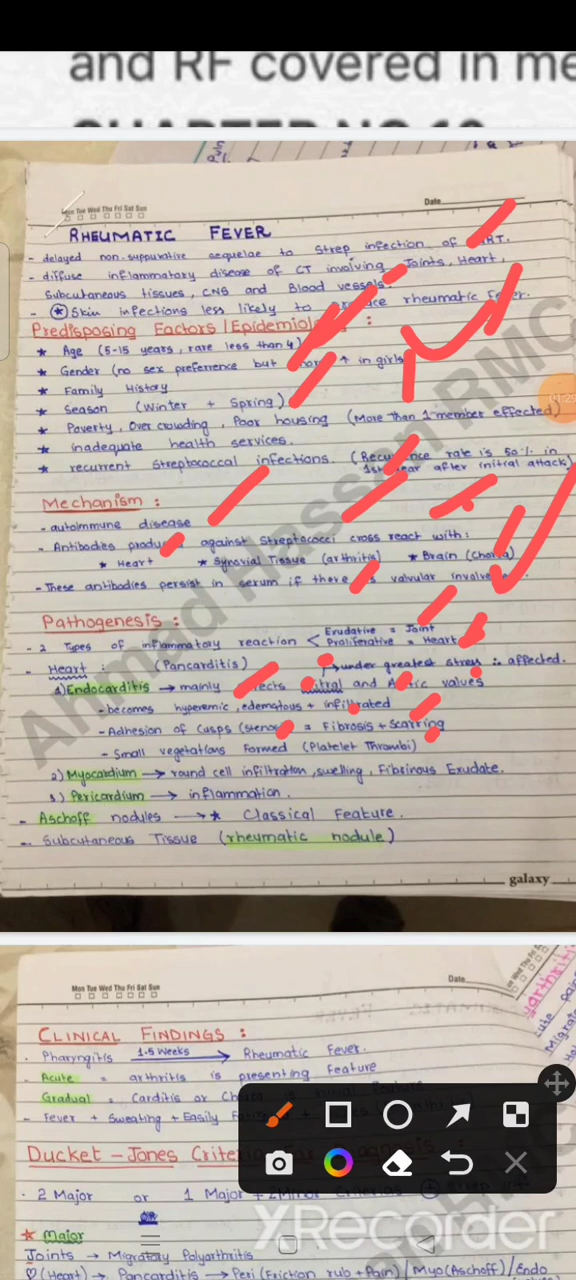 and RF covered in me
Mon Tue Wed Thu Fri Sat Sun
Date
RHEUMATIC FEVER
- delayed non-suppurative sequelae to strep infection of
- diffuse inflammatory disease of CT involving Joints, Heart,
Subcutaneous tissues, CNS and Blood vessels.
- ★ Skin infections less likely to rheumatic
Predisposing Factors |
★ Age (5-15 years, rare less than 4)
★ Gender (no sex preference but ↑ in girls
★ Family History
★ Season (Winter + Spring)
★ Poverty, Over crowding, Poor housing (More than 1 member effected)
★ inadequate health services.
★ recurrent streptococcal infections. rate is 50% in
1st after initial attack)
Mechanism :
- autoimmune disease
- Antibodies against Streptococci cross react with:
★ Heart ★ Synovial Tissue (arthritis) ★ Brain
- These antibodies persist in serum if there valvular
Pathogenesis :
- 2 Types of inflammatory reaction < Exudative = Joint
Proliferative = Heart
- Heart : (Pancarditis) under greatest stress ∴ affected.
1) Endocarditis → mainly and values
- becomes hyperemic, edematous + infiltrated
- Adhesion of Cusps = Fibrosis + Scarring
- Small vegetations formed (Platelet Thrombi)
2) Myocardium → round cell infiltration, swelling, Fibrinous Exudate.
3.) Pericardium → inflammation.
- Aschoff nodules → ★ Classical Feature.
- Subcutaneous Tissue (rheumatic nodule)
galaxy
Ahmad Hassan RMC
01:29
Mon Tue Wed Thu Fri Sat Sun
Date
CLINICAL FINDINGS :
- Pharyngitis 1-5 weeks → Rheumatic Fever.
- Acute = arthritis is presenting feature
Gradual = Carditis or
- Fever + Sweating + Easily
Ducket - Jones
. 2 Major or 1 Major +
★ Major
Joints → Migratory Polyarthritis
♡ (Heart) → Pancarditis → Peri (Friction rub + Pain) / Myo (Aschoff) / Endo
XRecorder